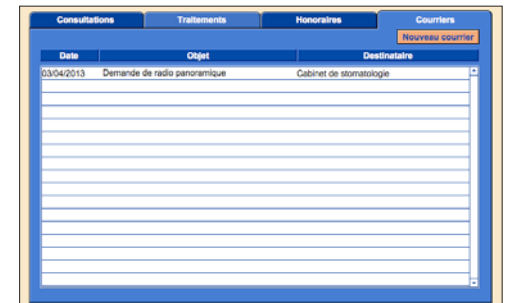 Consultations Traitements Honoraires Courriers
Nouveau courrier
Date Objet Destinataire
03/04/2013 Demande de radio panoramique Cabinet de stomatologie